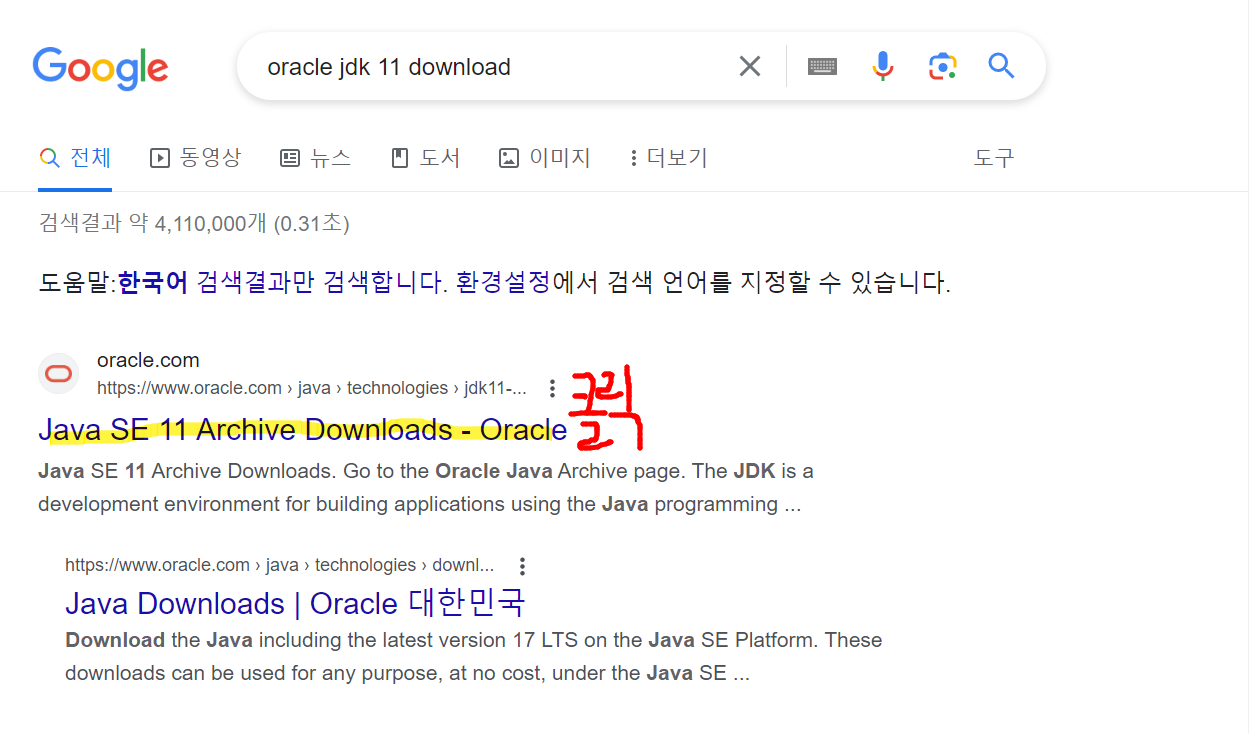 Google
oracle jdk 11 download
전체 동영상 뉴스 도서 이미지 더보기 도구
검색결과 약 4,110,000개 (0.31초)
도움말:한국어 검색결과만 검색합니다. 환경설정에서 검색 언어를 지정할 수 있습니다.
oracle.com
https://www.oracle.com › java › technologies › jdk11-...
Java SE 11 Archive Downloads - Oracle
클릭
Java SE 11 Archive Downloads. Go to the Oracle Java Archive page. The JDK is a
development environment for building applications using the Java programming ...
https://www.oracle.com › java › technologies › downl...
Java Downloads | Oracle 대한민국
Download the Java including the latest version 17 LTS on the Java SE Platform. These
downloads can be used for any purpose, at no cost, under the Java SE ...